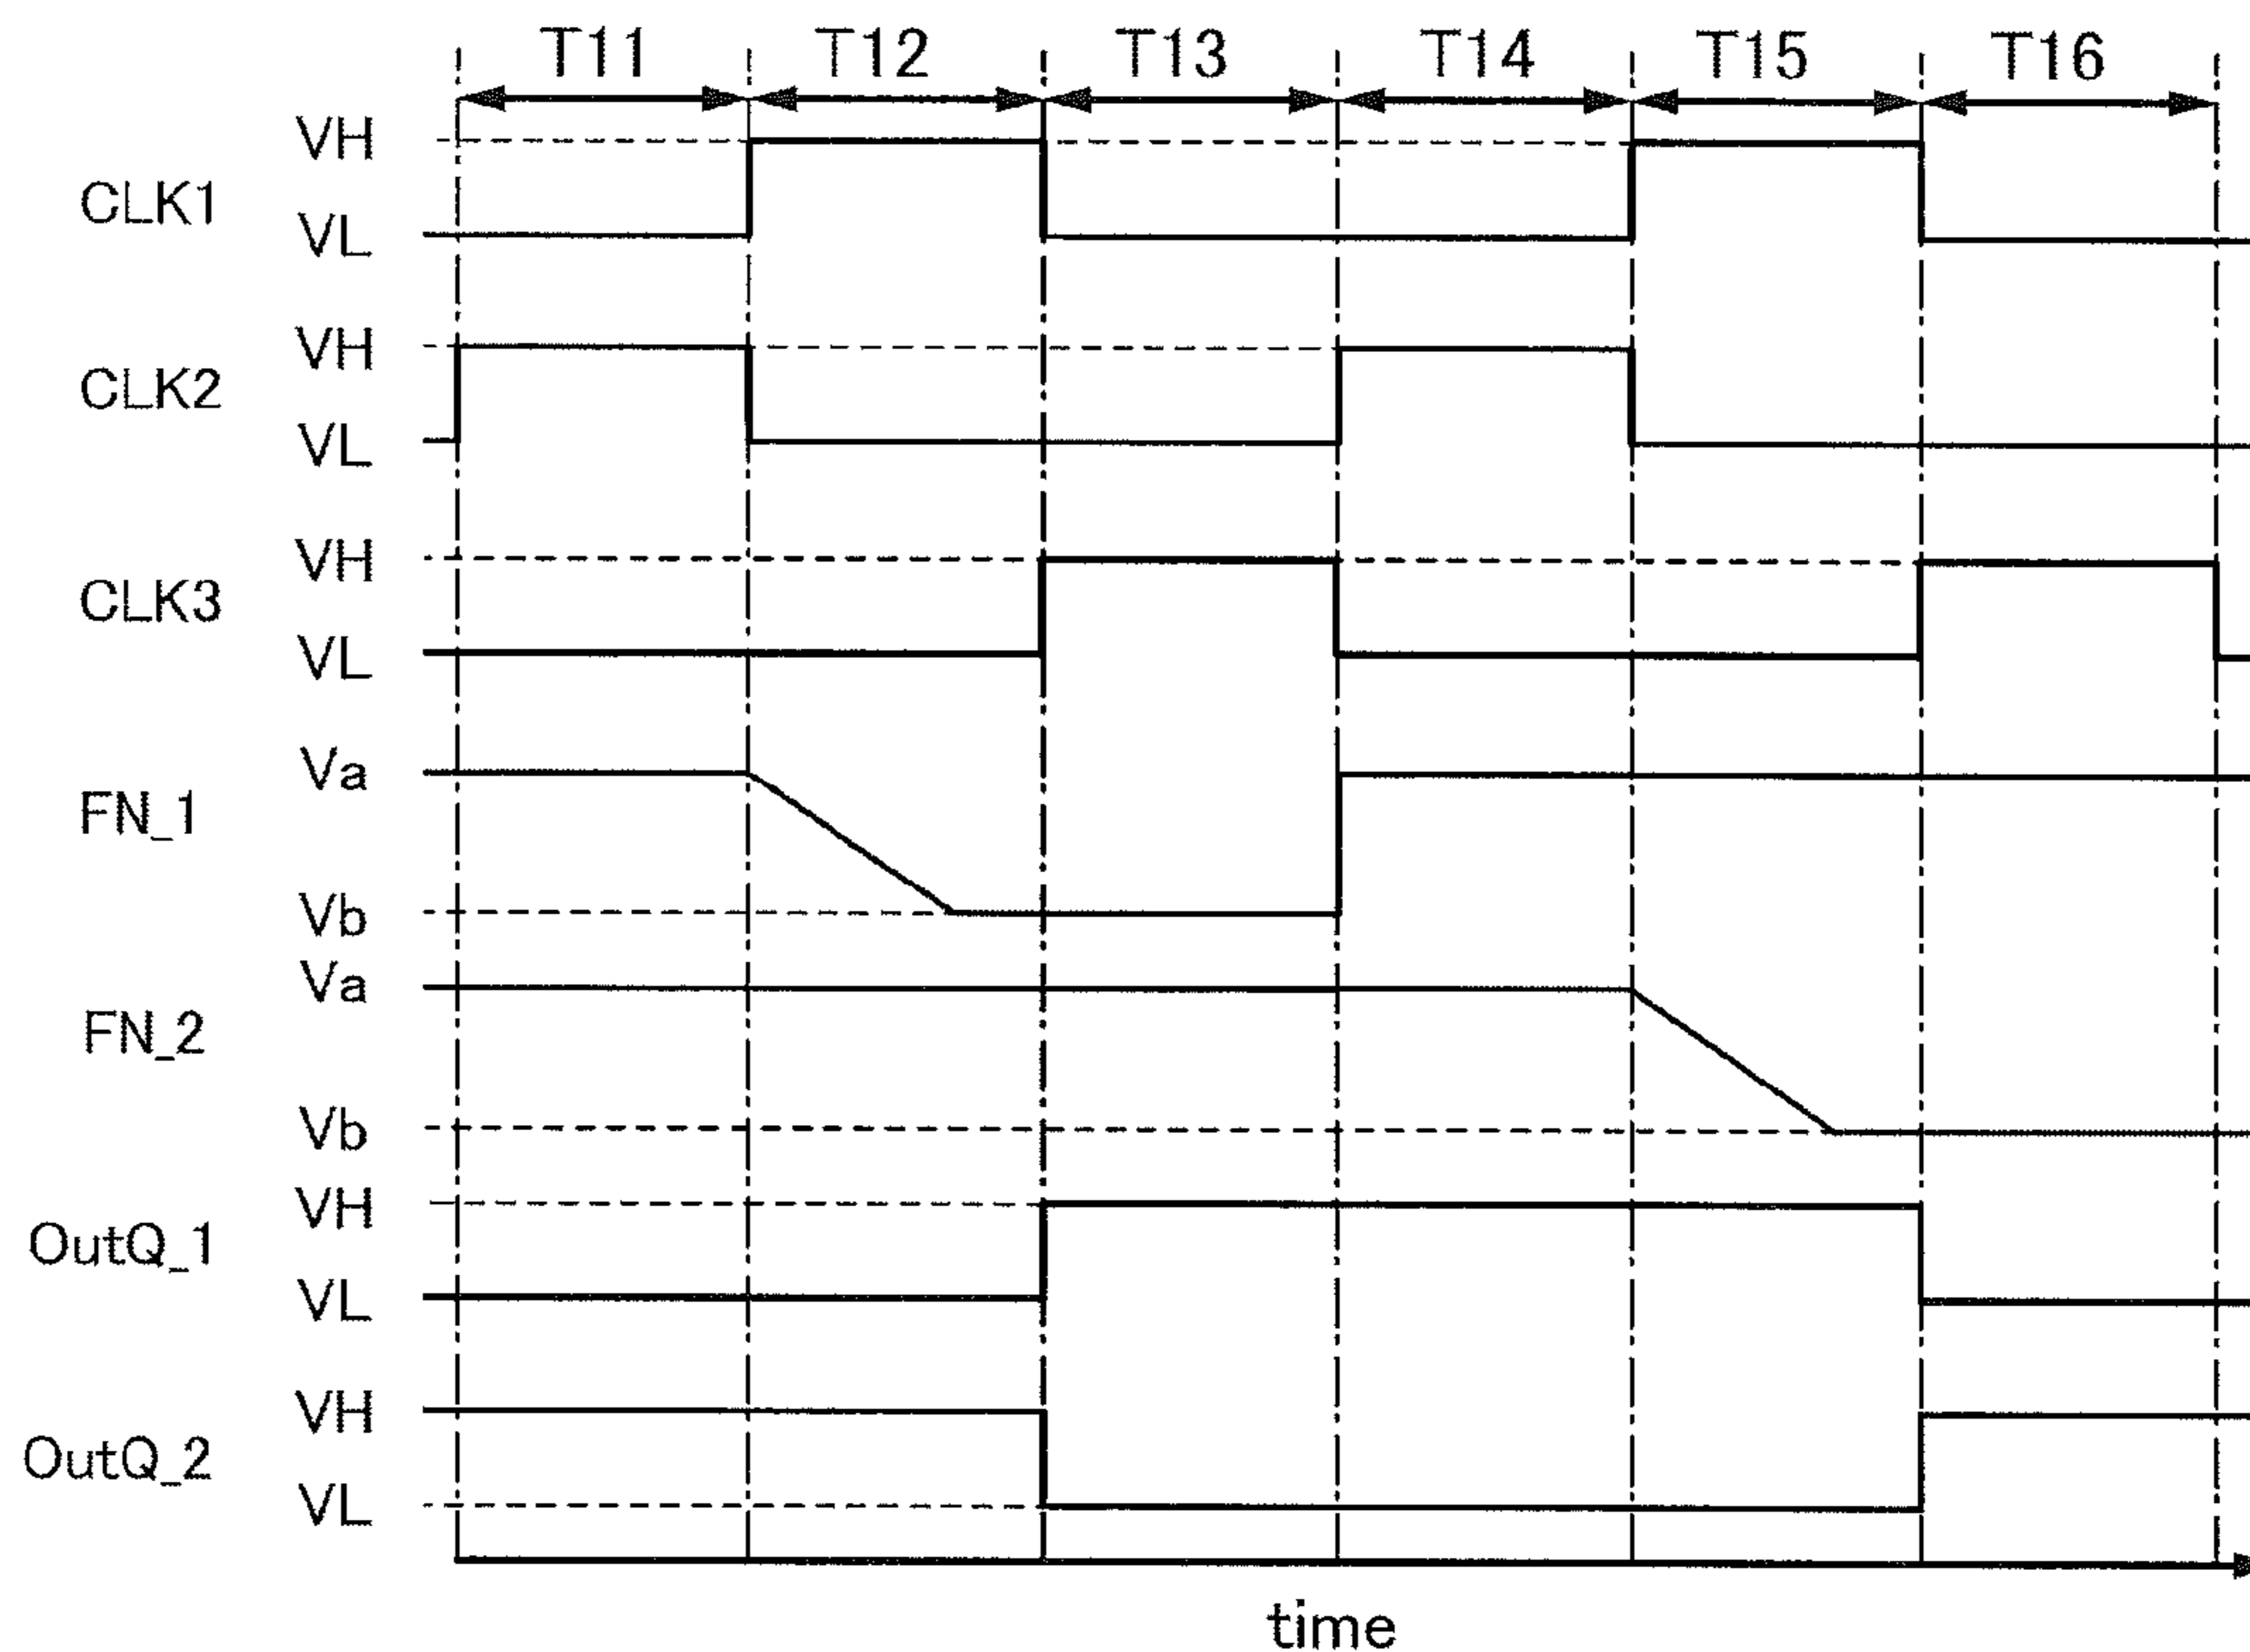 T11 T12 T13 T14 T15 T16
VH
CLK1
VL
VH
CLK2
VL
VH
CLK3
VL
Va
FN_1
Vb
Va
FN_2
Vb
VH
OutQ_1
VL
VH
OutQ_2
VL
time